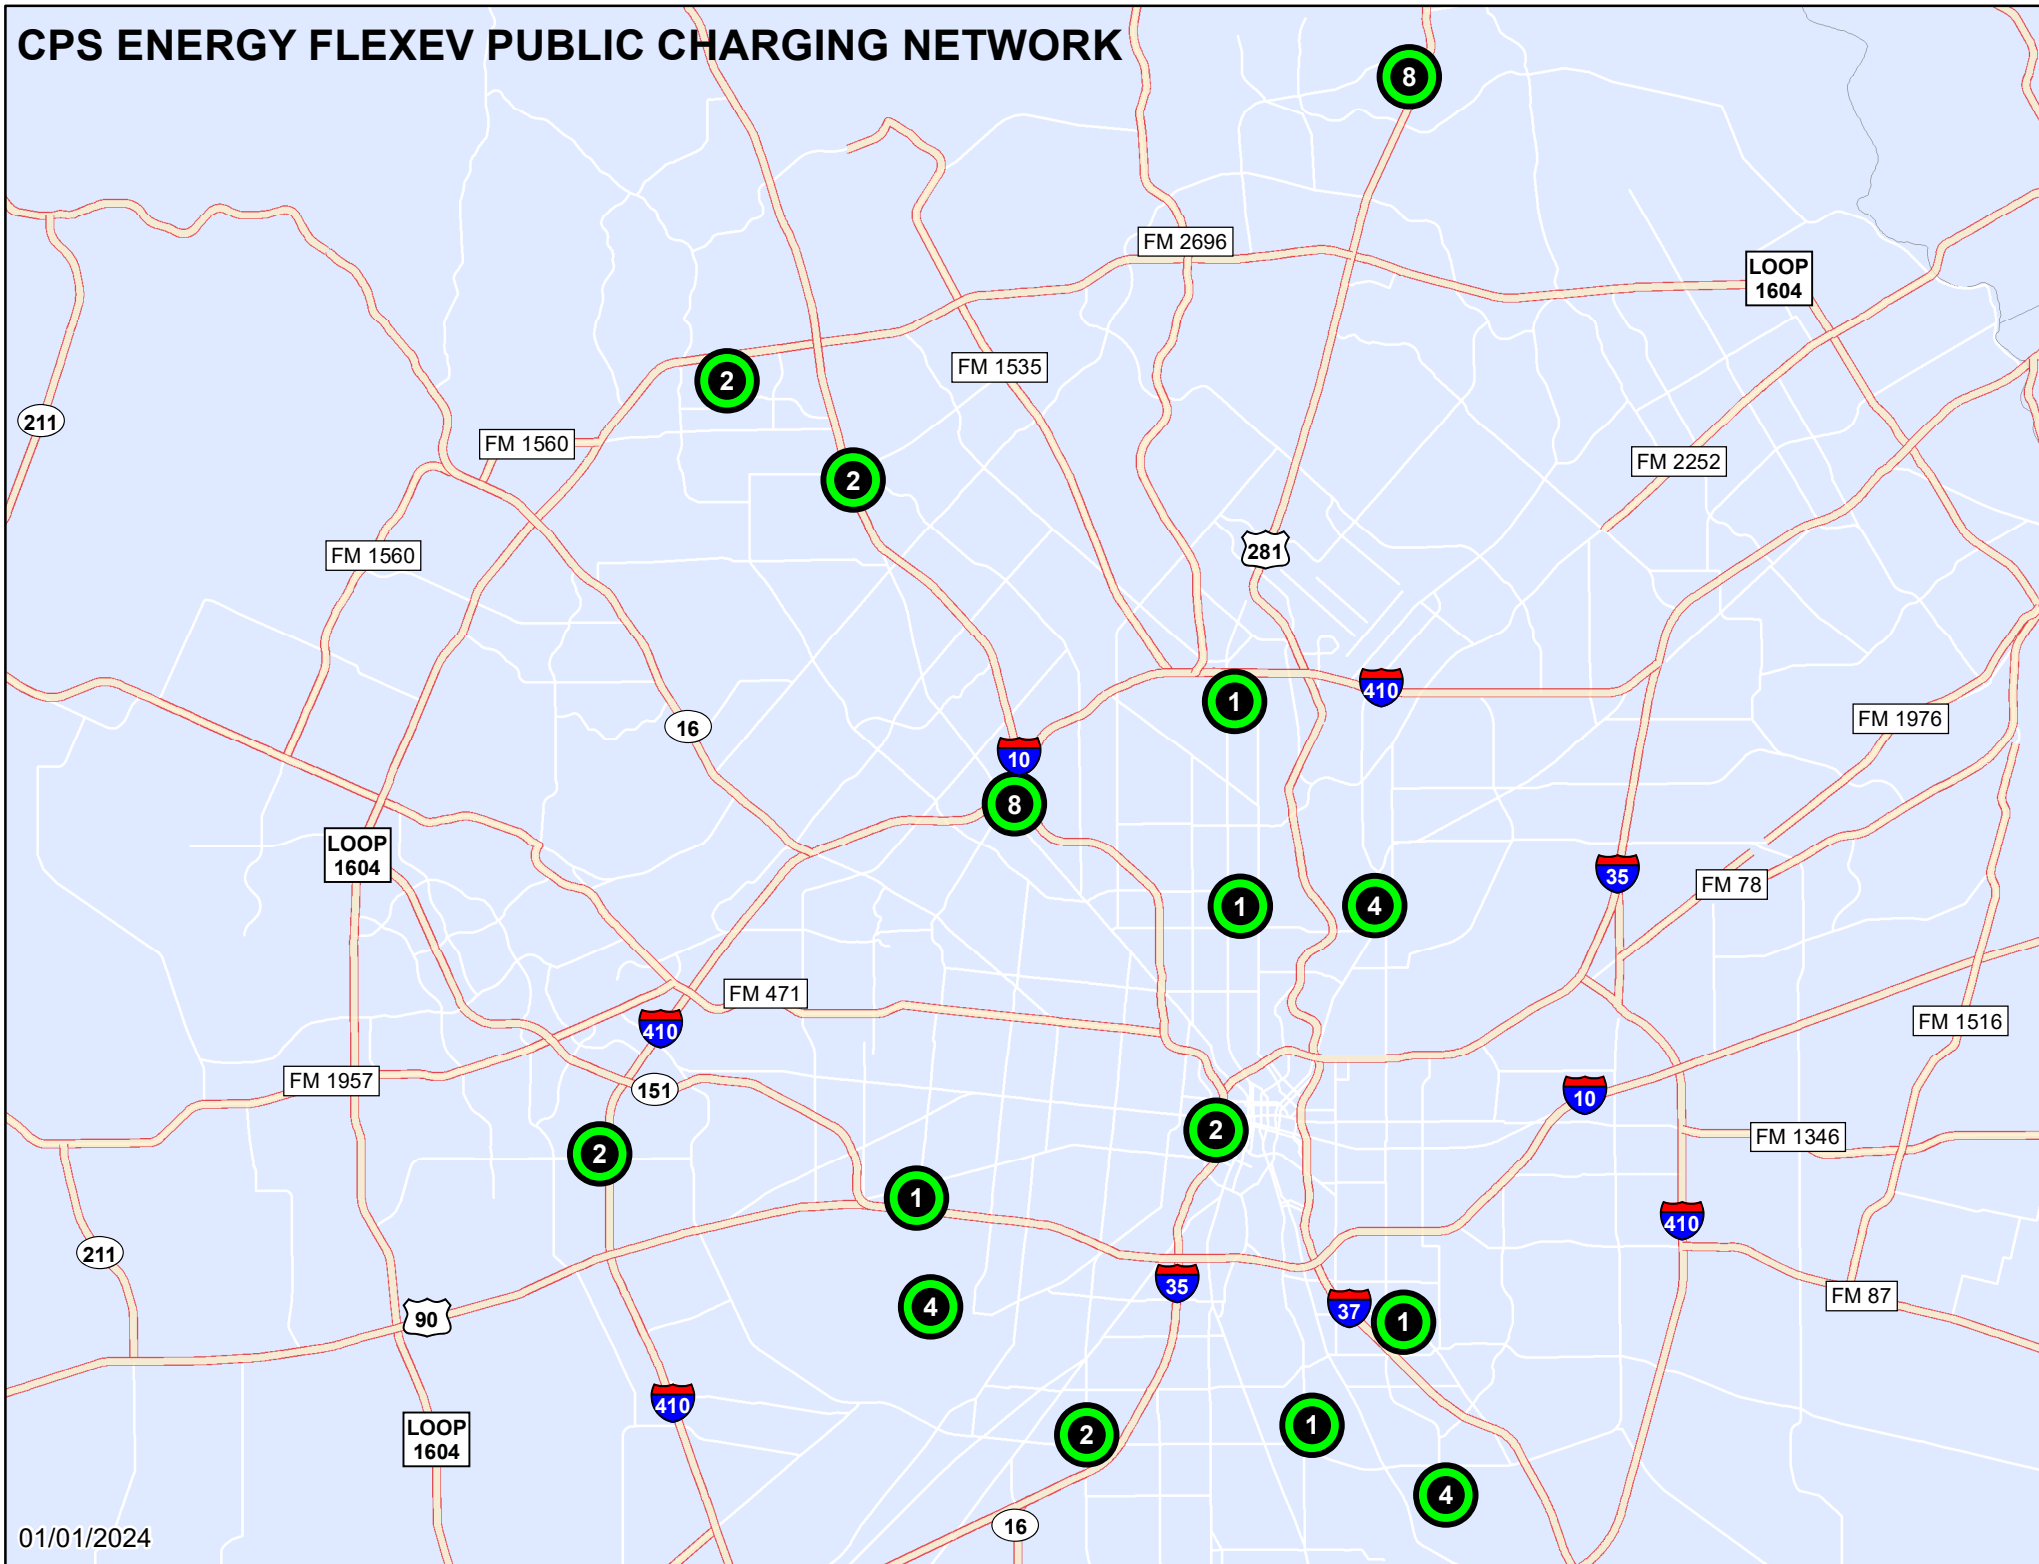 CPS ENERGY FLEXEV PUBLIC CHARGING NETWORK
8
FM 2696
LOOP
1604
FM 1535
2
211
FM 1560
FM 2252
2
281
FM 1560
410
1
FM 1976
16
10
8
LOOP
1604
35
FM 78
1
4
FM 471
FM 1516
410
FM 1957
151
10
2
FM 1346
2
1
410
211
35
FM 87
4
37
1
90
410
1
2
LOOP
1604
4
16
01/01/2024